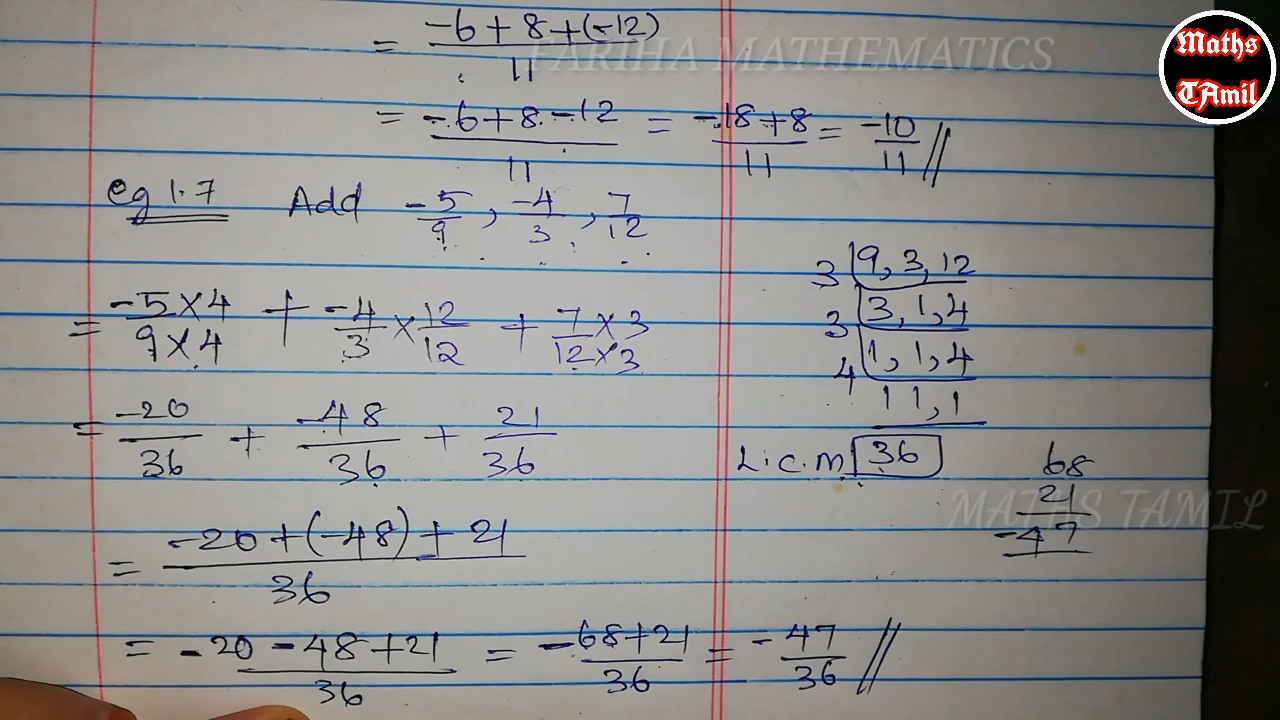 = -6 + 8 + (-12) / 11
FARIHA MATHEMATICS
Maths
TAmil
= -6 + 8 - 12 / 11 = -18 + 8 / 11 = -10 / 11 //
eg 1.7 Add -5/9, -4/3, 7/12
= -5 × 4 / 9 × 4 + -4/3 × 12/12 + 7 × 3 / 12 × 3
= -20/36 + -48/36 + 21/36
= -20 + (-48) + 21 / 36
= -20 - 48 + 21 / 36 = -68 + 21 / 36 = -47/36 //
3 | 9, 3, 12
3 | 3, 1, 4
4 | 1, 1, 4
1 1, 1
L.C.M 36
68
21
-47
MATHS TAMIL